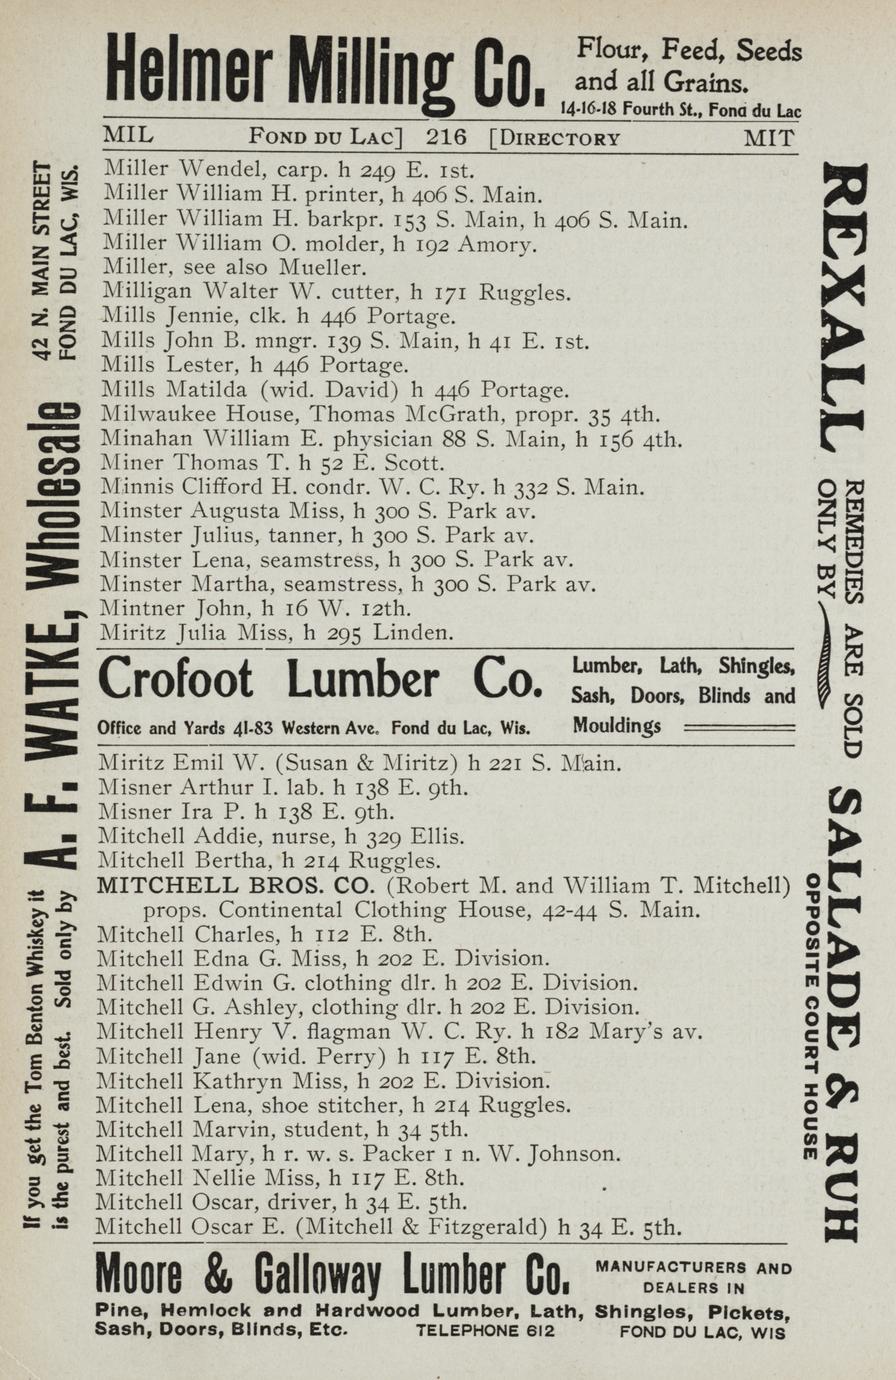 Helmer Milling Co.
Flour, Feed, Seeds
and all Grains.
14-16-18 Fourth St., Fond du Lac
MIL FOND DU LAC] 216 [DIRECTORY MIT
Miller Wendel, carp. h 249 E. 1st.
Miller William H. printer, h 406 S. Main.
Miller William H. barkpr. 153 S. Main, h 406 S. Main.
Miller William O. molder, h 192 Amory.
Miller, see also Mueller.
Milligan Walter W. cutter, h 171 Ruggles.
Mills Jennie, clk. h 446 Portage.
Mills John B. mngr. 139 S. Main, h 41 E. 1st.
Mills Lester, h 446 Portage.
Mills Matilda (wid. David) h 446 Portage.
Milwaukee House, Thomas McGrath, propr. 35 4th.
Minahan William E. physician 88 S. Main, h 156 4th.
Miner Thomas T. h 52 E. Scott.
Minnis Clifford H. condr. W. C. Ry. h 332 S. Main.
Minster Augusta Miss, h 300 S. Park av.
Minster Julius, tanner, h 300 S. Park av.
Minster Lena, seamstress, h 300 S. Park av.
Minster Martha, seamstress, h 300 S. Park av.
Mintner John, h 16 W. 12th.
Miritz Julia Miss, h 295 Linden.
Crofoot Lumber Co.
Office and Yards 41-83 Western Ave. Fond du Lac, Wis.
Lumber, Lath, Shingles,
Sash, Doors, Blinds and
Mouldings
Miritz Emil W. (Susan & Miritz) h 221 S. Main.
Misner Arthur I. lab. h 138 E. 9th.
Misner Ira P. h 138 E. 9th.
Mitchell Addie, nurse, h 329 Ellis.
Mitchell Bertha, h 214 Ruggles.
MITCHELL BROS. CO. (Robert M. and William T. Mitchell)
props. Continental Clothing House, 42-44 S. Main.
Mitchell Charles, h 112 E. 8th.
Mitchell Edna G. Miss, h 202 E. Division.
Mitchell Edwin G. clothing dlr. h 202 E. Division.
Mitchell G. Ashley, clothing dlr. h 202 E. Division.
Mitchell Henry V. flagman W. C. Ry. h 182 Mary's av.
Mitchell Jane (wid. Perry) h 117 E. 8th.
Mitchell Kathryn Miss, h 202 E. Division.
Mitchell Lena, shoe stitcher, h 214 Ruggles.
Mitchell Marvin, student, h 34 5th.
Mitchell Mary, h r. w. s. Packer 1 n. W. Johnson.
Mitchell Nellie Miss, h 117 E. 8th.
Mitchell Oscar, driver, h 34 E. 5th.
Mitchell Oscar E. (Mitchell & Fitzgerald) h 34 E. 5th.
Moore & Galloway Lumber Co.
MANUFACTURERS AND
DEALERS IN
Pine, Hemlock and Hardwood Lumber, Lath, Shingles, Pickets,
Sash, Doors, Blinds, Etc. TELEPHONE 612 FOND DU LAC, WIS
If you get the Tom Benton Whiskey it
is the purest and best. Sold only by
A. F. WATKE, Wholesale
42 N. MAIN STREET
FOND DU LAC, WIS.
REXALL
REMEDIES ARE SOLD
ONLY BY
SALLADE & RUH
OPPOSITE COURT HOUSE